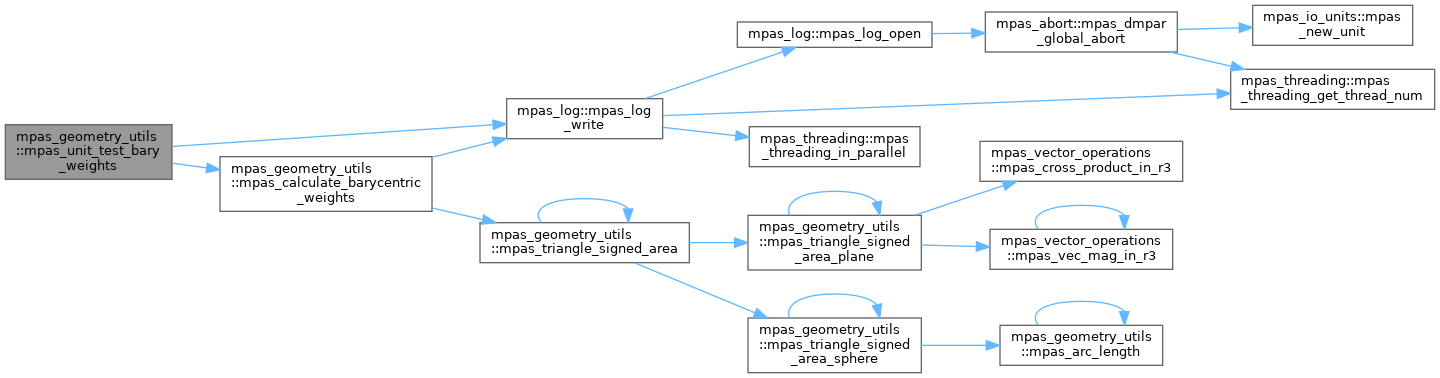 mpas_geometry_utils
::mpas_unit_test_bary
_weights
mpas_log::mpas_log
_write
mpas_log::mpas_log_open
mpas_abort::mpas_dmpar
_global_abort
mpas_io_units::mpas
_new_unit
mpas_threading::mpas
_threading_get_thread_num
mpas_threading::mpas
_threading_in_parallel
mpas_geometry_utils
::mpas_calculate_barycentric
_weights
mpas_geometry_utils
::mpas_triangle_signed_area
mpas_geometry_utils
::mpas_triangle_signed
_area_plane
mpas_vector_operations
::mpas_cross_product_in_r3
mpas_vector_operations
::mpas_vec_mag_in_r3
mpas_geometry_utils
::mpas_triangle_signed
_area_sphere
mpas_geometry_utils
::mpas_arc_length